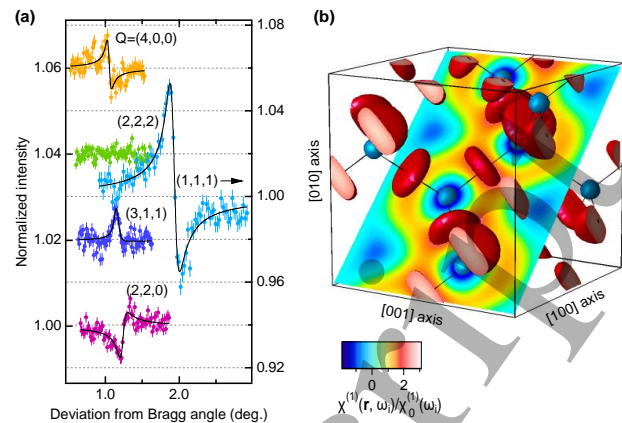 (a)
(b)
Q=(4,0,0)
(2,2,2)
(1,1,1)
(3,1,1)
(2,2,0)
1.06
1.04
1.02
1.00
1.08
1.04
1.00
0.96
0.92
Normalized intensity
1.0 2.0
Deviation from Bragg angle (deg.)
[010] axis
[001] axis
[100] axis
0 2
χ(1)(r, ωi)/χ0(1)(ωi)